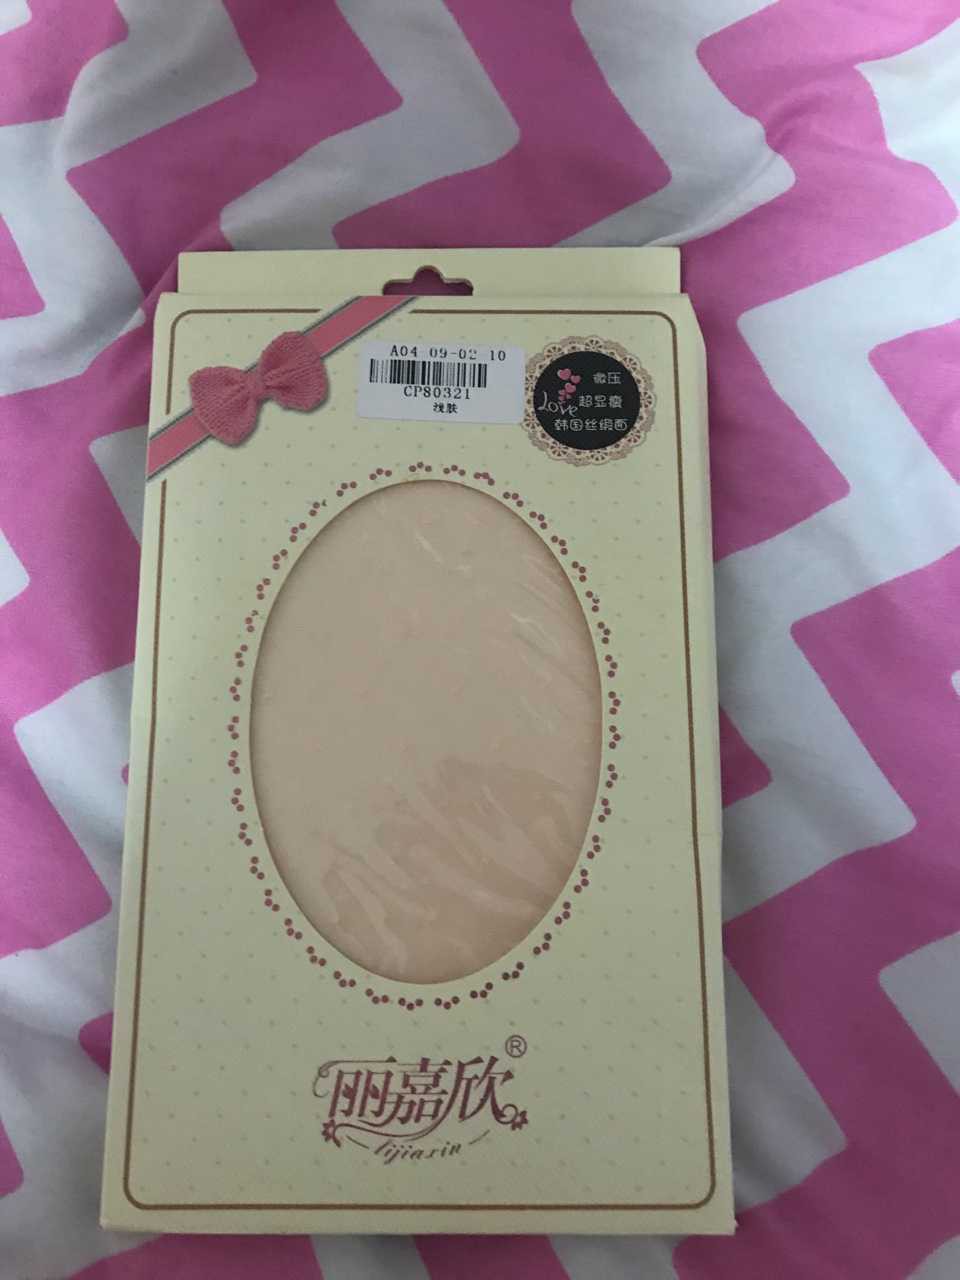 A04 09-02 10
CP80321
浅肤
微压
Love 超显瘦
韩国丝缎面
丽嘉欣®
lijiaxin